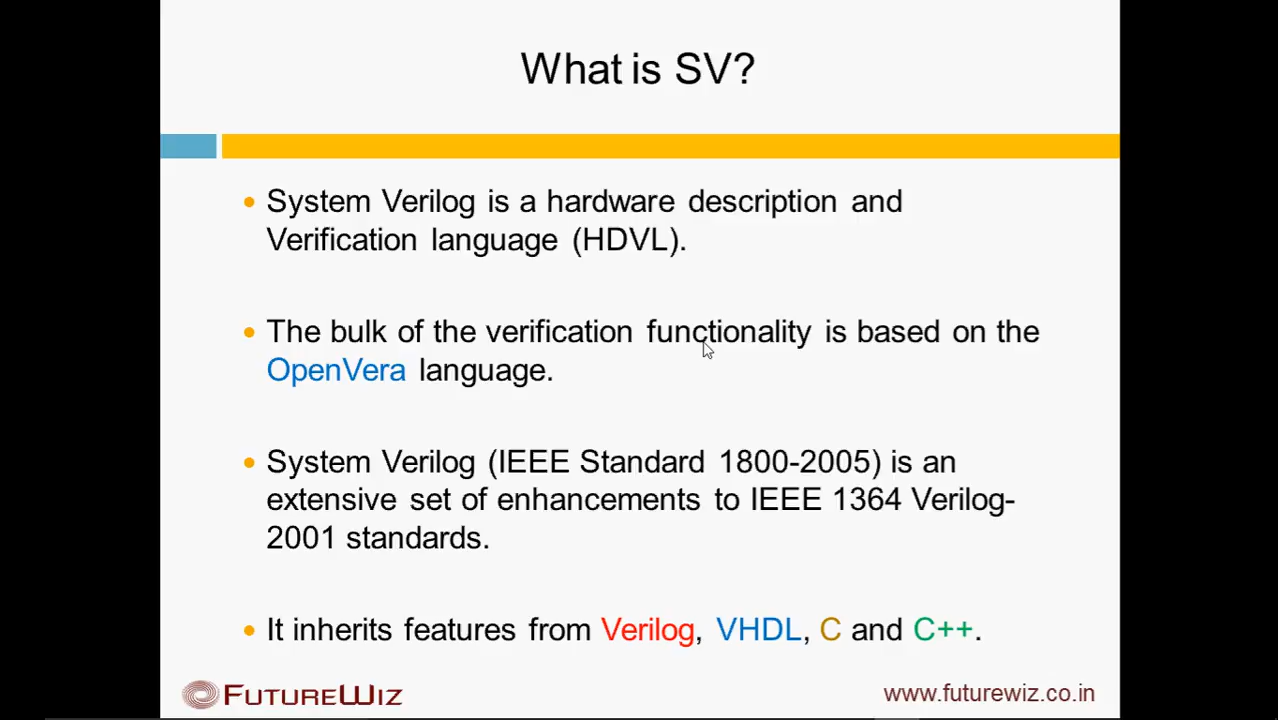 What is SV?
System Verilog is a hardware description and
Verification language (HDVL).
The bulk of the verification functionality is based on the
OpenVera language.
System Verilog (IEEE Standard 1800-2005) is an
extensive set of enhancements to IEEE 1364 Verilog-
2001 standards.
It inherits features from Verilog, VHDL, C and C++.
FUTUREWIZ
www.futurewiz.co.in